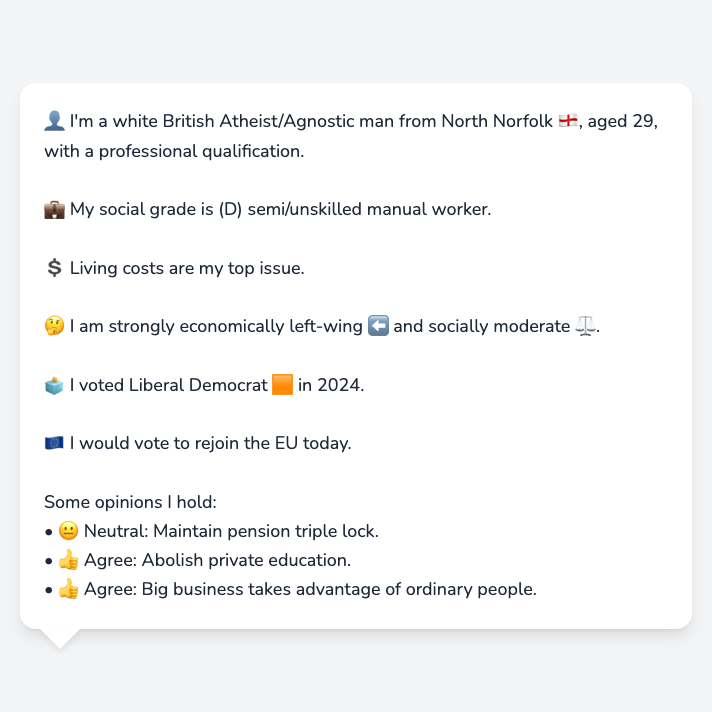 👤 I'm a white British Atheist/Agnostic man from North Norfolk 🏴󠁧󠁢󠁥󠁮󠁧󠁿, aged 29,
with a professional qualification.
💼 My social grade is (D) semi/unskilled manual worker.
💲 Living costs are my top issue.
🤔 I am strongly economically left-wing ⬅️ and socially moderate ⚖️.
🗳️ I voted Liberal Democrat 🟧 in 2024.
🇪🇺 I would vote to rejoin the EU today.
Some opinions I hold:
• 😐 Neutral: Maintain pension triple lock.
• 👍 Agree: Abolish private education.
• 👍 Agree: Big business takes advantage of ordinary people.